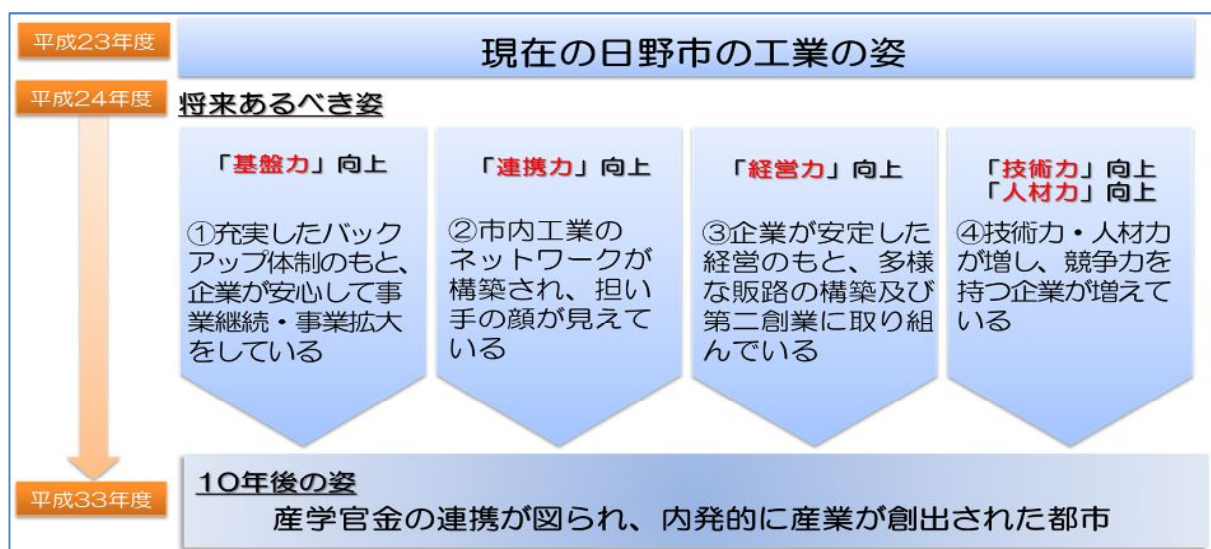 平成23年度
現在の日野市の工業の姿
平成24年度
将来あるべき姿
「基盤力」向上
①充実したバック
アップ体制のもと、
企業が安心して事
業継続・事業拡大
をしている
「連携力」向上
②市内工業の
ネットワークが
構築され、担い
手の顔が見えて
いる
「経営力」向上
③企業が安定した
経営のもと、多様
な販路の構築及び
第二創業に取り組
んでいる
「技術力」向上
「人材力」向上
④技術力・人材力
が増し、競争力を
持つ企業が増えて
いる
平成33年度
10年後の姿
産学官金の連携が図られ、内発的に産業が創出された都市